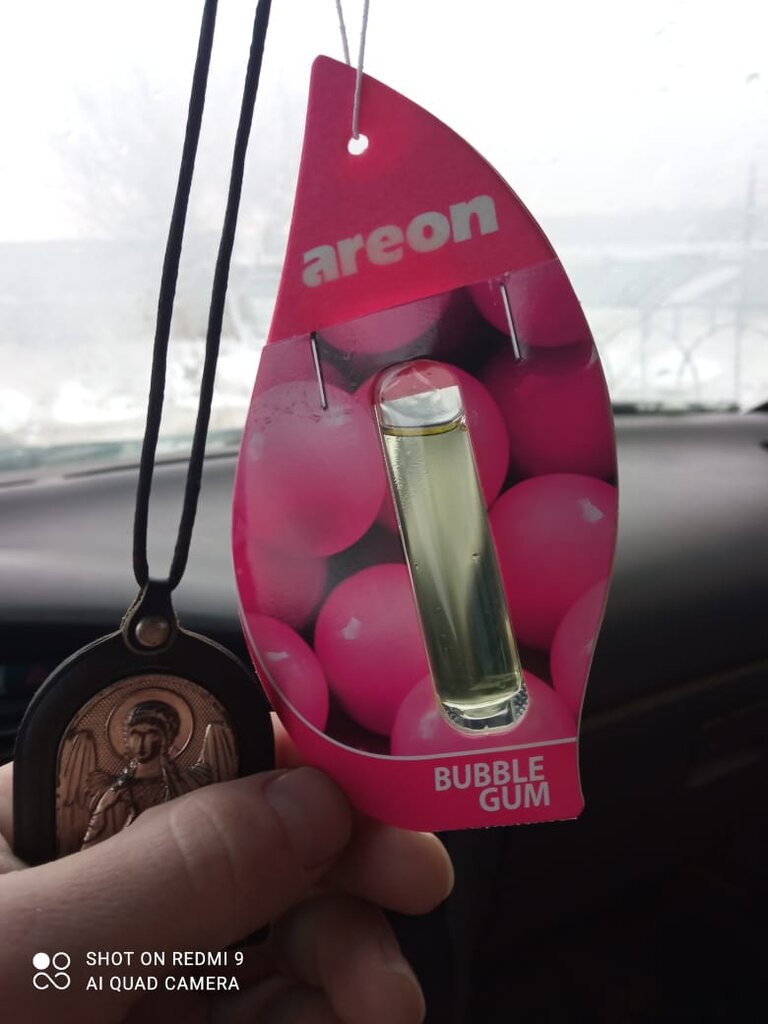 areon
BUBBLE
GUM
SHOT ON REDMI 9
AI QUAD CAMERA